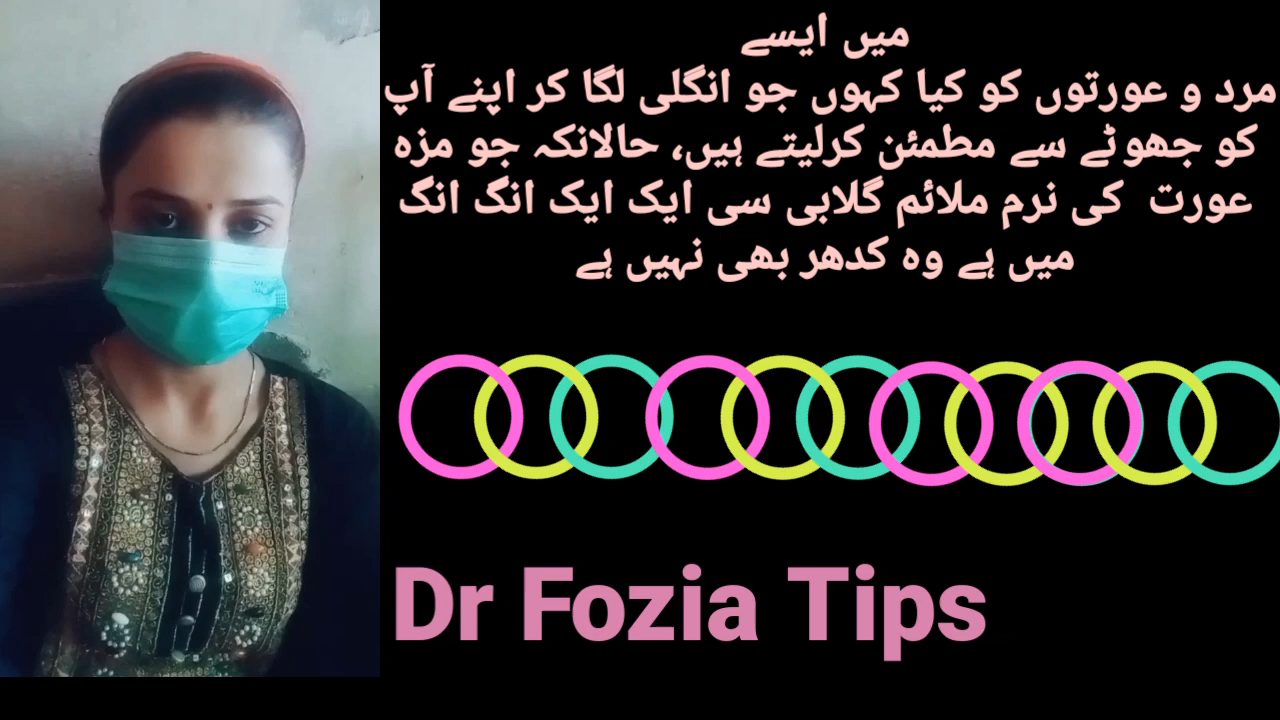 میں ایسے
مرد و عورتوں کو کیا کہوں جو انگلی لگا کر اپنے آپ
کو جھوٹے سے مطمئن کرلیتے ہیں، حالانکہ جو مزہ
عورت کی نرم ملائم گلابی سی ایک ایک انگ انگ
میں ہے وہ کدھر بھی نہیں ہے
Dr Fozia Tips